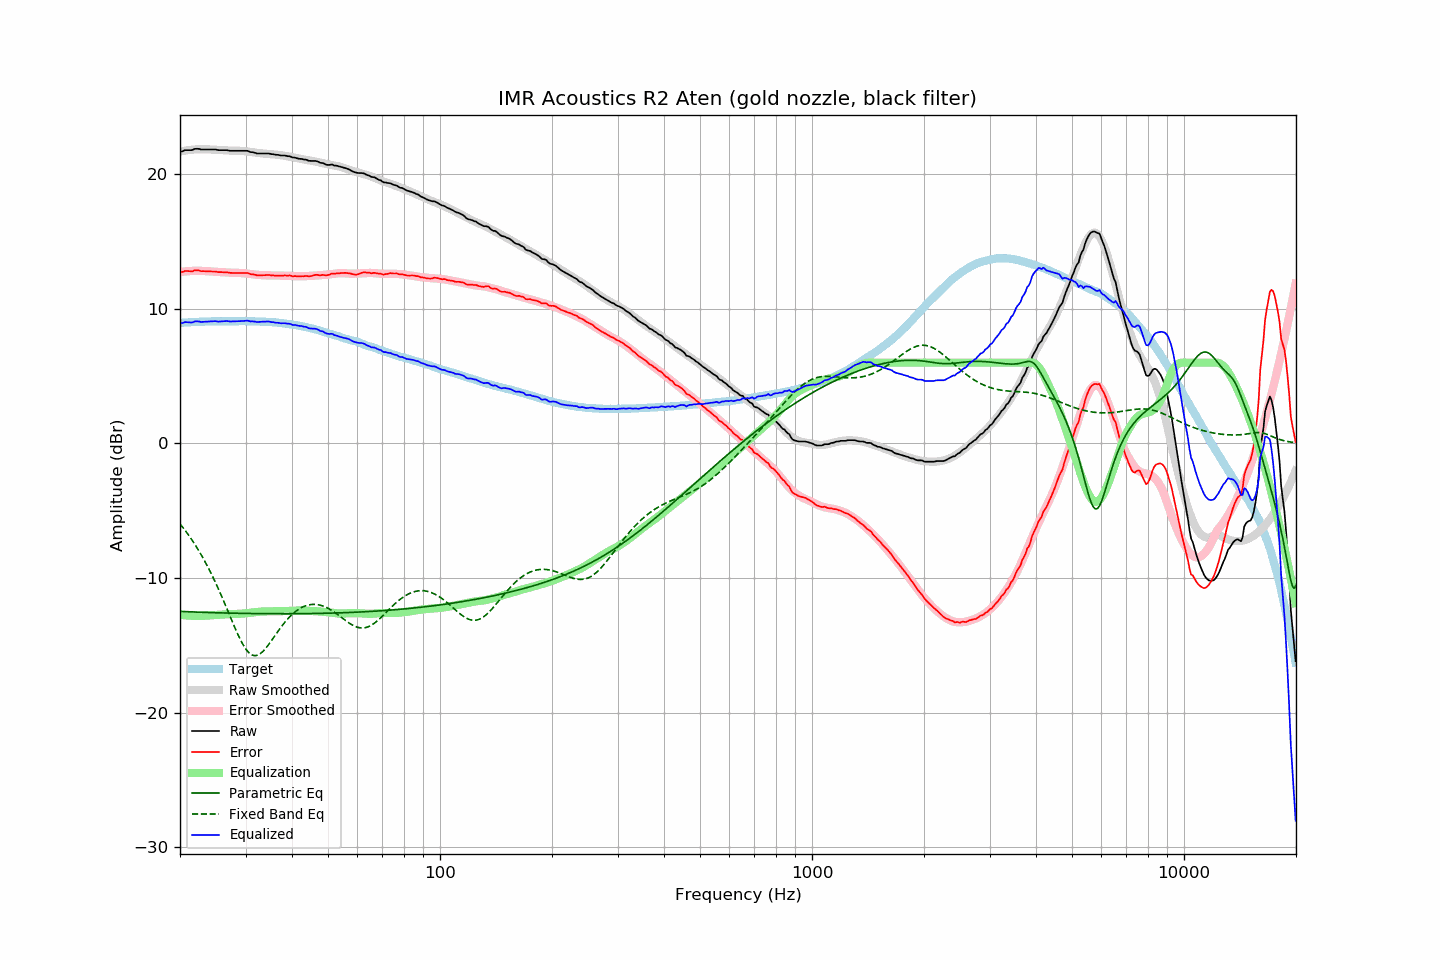 IMR Acoustics R2 Aten (gold nozzle, black filter)
Amplitude (dBr)
20
10
0
−10
−20
−30
Target
Raw Smoothed
Error Smoothed
Raw
Error
Equalization
Parametric Eq
Fixed Band Eq
Equalized
100
1000
10000
Frequency (Hz)